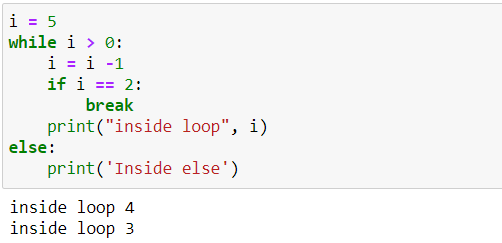 i = 5
while i > 0:
    i = i -1
    if i == 2:
        break
    print("inside loop", i)
else:
    print('Inside else')
inside loop 4
inside loop 3